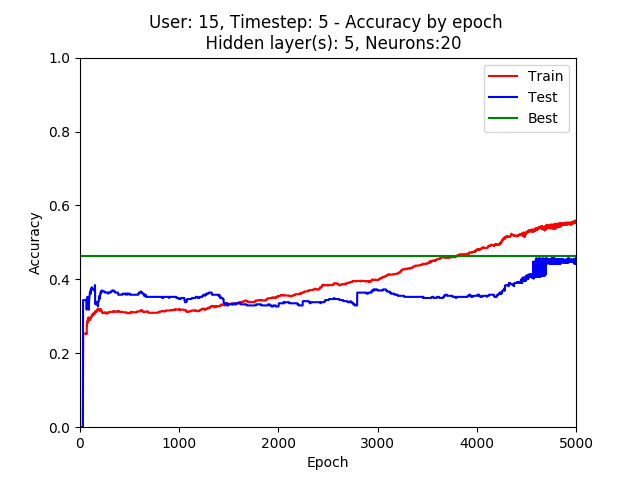 User: 15, Timestep: 5 - Accuracy by epoch
Hidden layer(s): 5, Neurons:20
1.0
0.8
0.6
0.4
0.2
0.0
Accuracy
Train
Test
Best
0
1000
2000
3000
4000
5000
Epoch